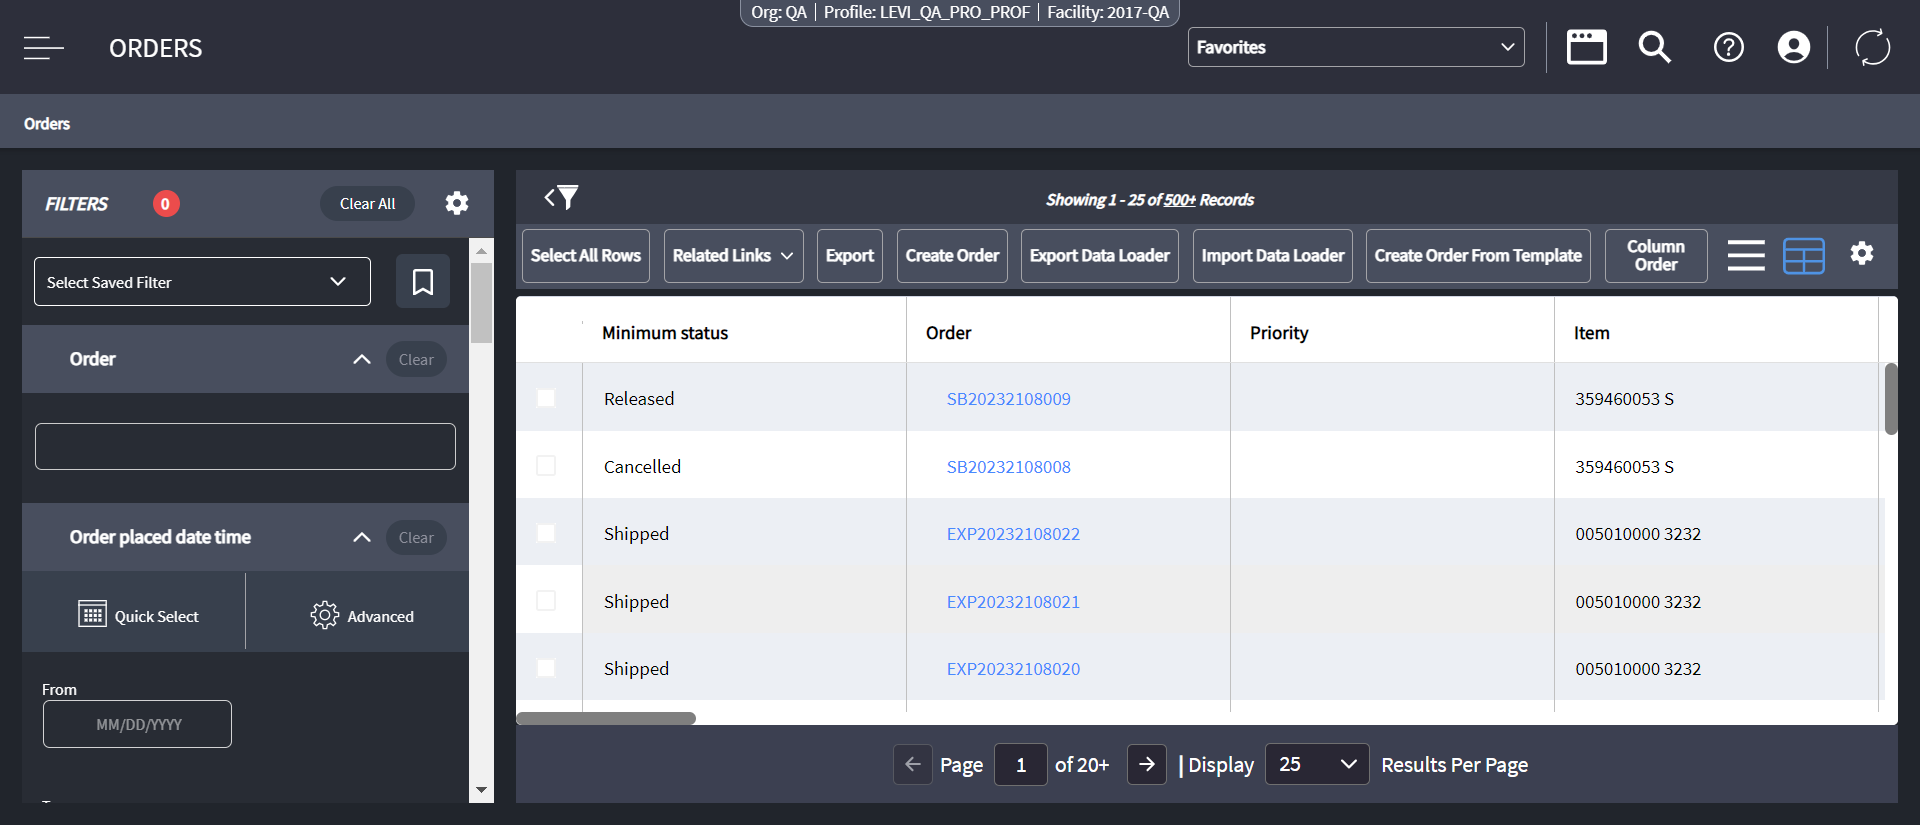 Org: QA | Profile: LEVI_QA_PRO_PROF | Facility: 2017-QA
ORDERS
Favorites
Orders
FILTERS 0 Clear All
Select Saved Filter
Order Clear
Order placed date time Clear
Quick Select Advanced
From
MM/DD/YYYY
Showing 1 - 25 of 500+ Records
Select All Rows Related Links Export Create Order Export Data Loader Import Data Loader Create Order From Template Column Order
Minimum status Order Priority Item
Released SB20232108009 359460053 S
Cancelled SB20232108008 359460053 S
Shipped EXP20232108022 005010000 3232
Shipped EXP20232108021 005010000 3232
Shipped EXP20232108020 005010000 3232
Page 1 of 20+ | Display 25 Results Per Page